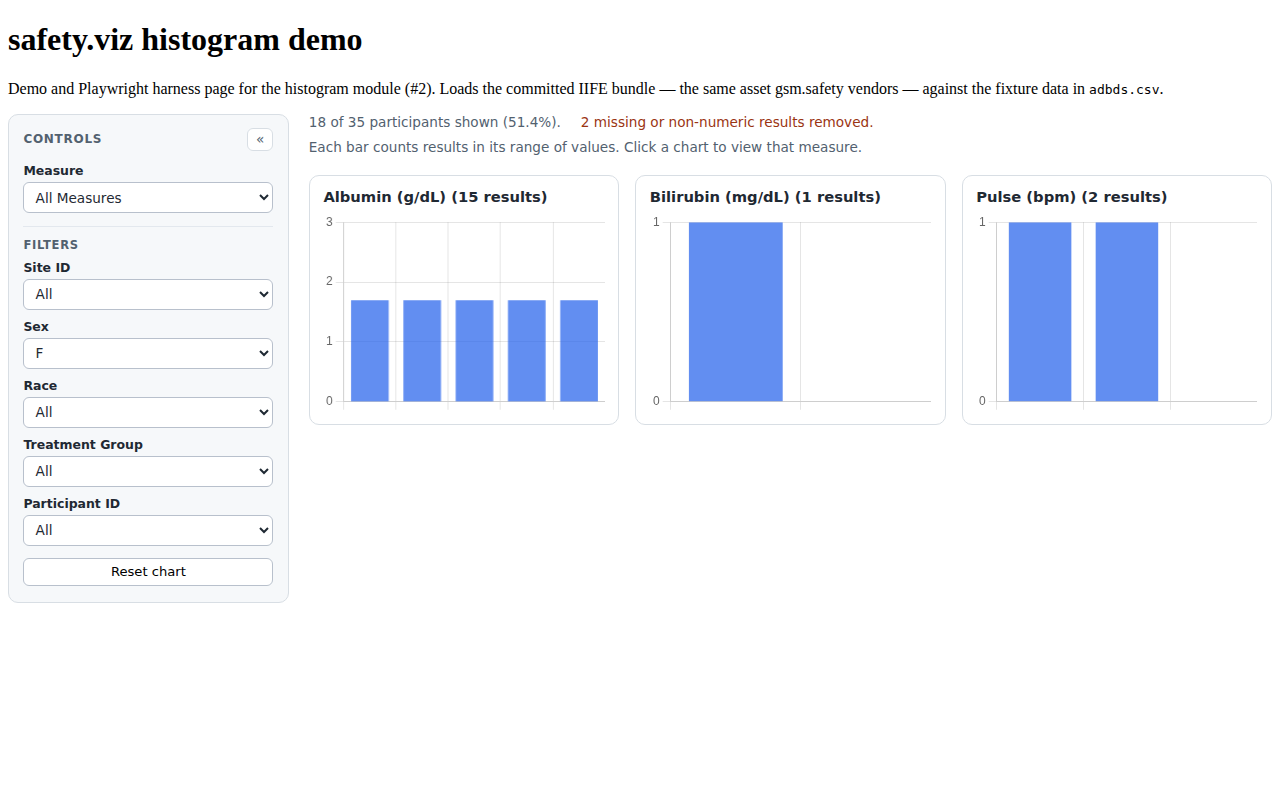 safety.viz histogram demo
Demo and Playwright harness page for the histogram module (#2). Loads the committed IIFE bundle — the same asset gsm.safety vendors — against the fixture data in adbds.csv.
CONTROLS «
Measure
All Measures
FILTERS
Site ID
All
Sex
F
Race
All
Treatment Group
All
Participant ID
All
Reset chart
18 of 35 participants shown (51.4%). 2 missing or non-numeric results removed.
Each bar counts results in its range of values. Click a chart to view that measure.
Albumin (g/dL) (15 results)
3
2
1
0
Bilirubin (mg/dL) (1 results)
1
0
Pulse (bpm) (2 results)
1
0